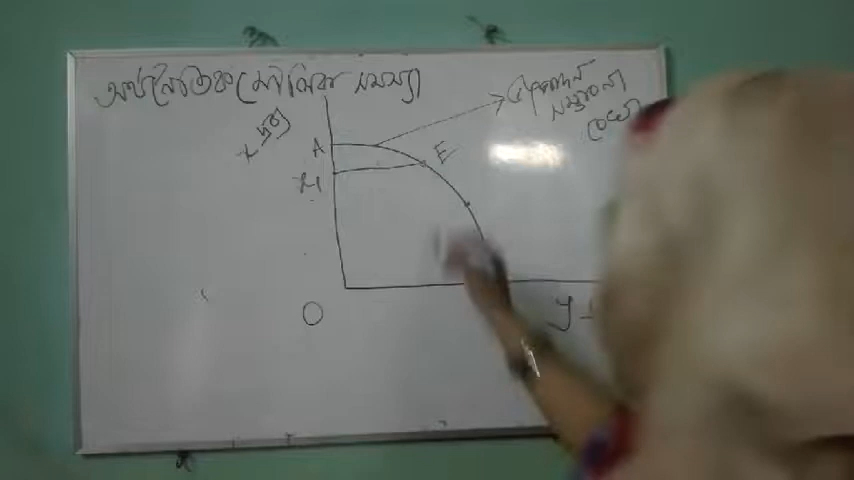 অর্থনৈতিক মৌলিক সমস্যা
x দ্রব্য
উৎপাদন
সম্ভাবনা
রেখা
A
E
O
y